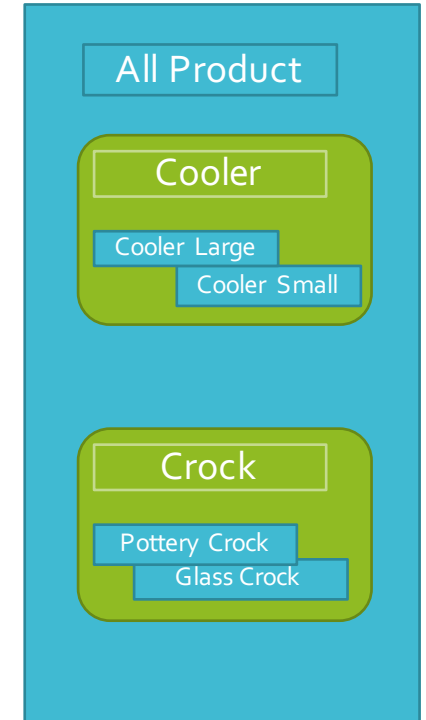 All Product
Cooler
Cooler Large
Cooler Small
Crock
Pottery Crock
Glass Crock